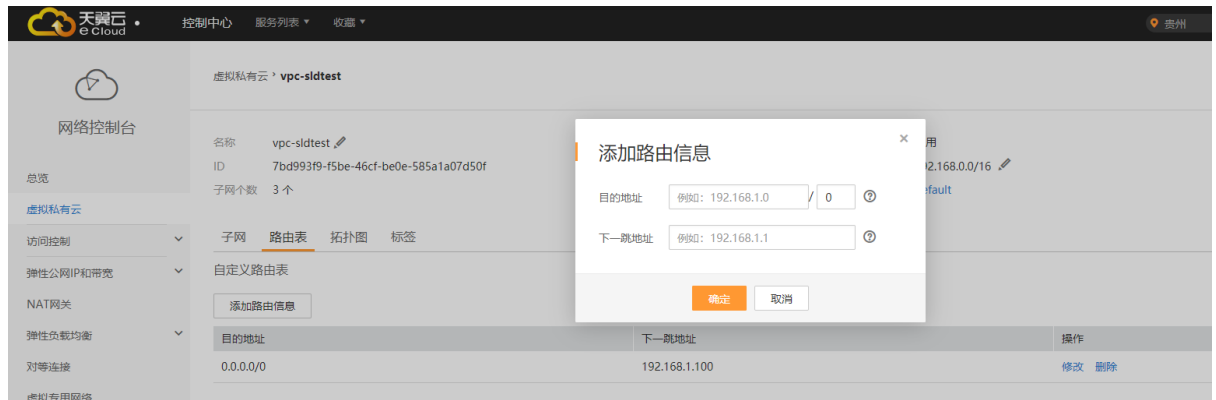 天翼云
e Cloud
控制中心 服务列表 收藏 贵州
网络控制台
总览
虚拟私有云
访问控制
弹性公网IP和带宽
NAT网关
弹性负载均衡
对等连接
虚拟专用网络
虚拟私有云 > vpc-sldtest
名称 vpc-sldtest
ID 7bd993f9-f5be-46cf-be0e-585a1a07d50f
子网个数 3 个
用
2.168.0.0/16
efault
子网 路由表 拓扑图 标签
自定义路由表
添加路由信息
目的地址 下一跳地址 操作
0.0.0.0/0 192.168.1.100 修改 删除
添加路由信息 ×
目的地址 例如：192.168.1.0 / 0 ?
下一跳地址 例如：192.168.1.1 ?
确定 取消